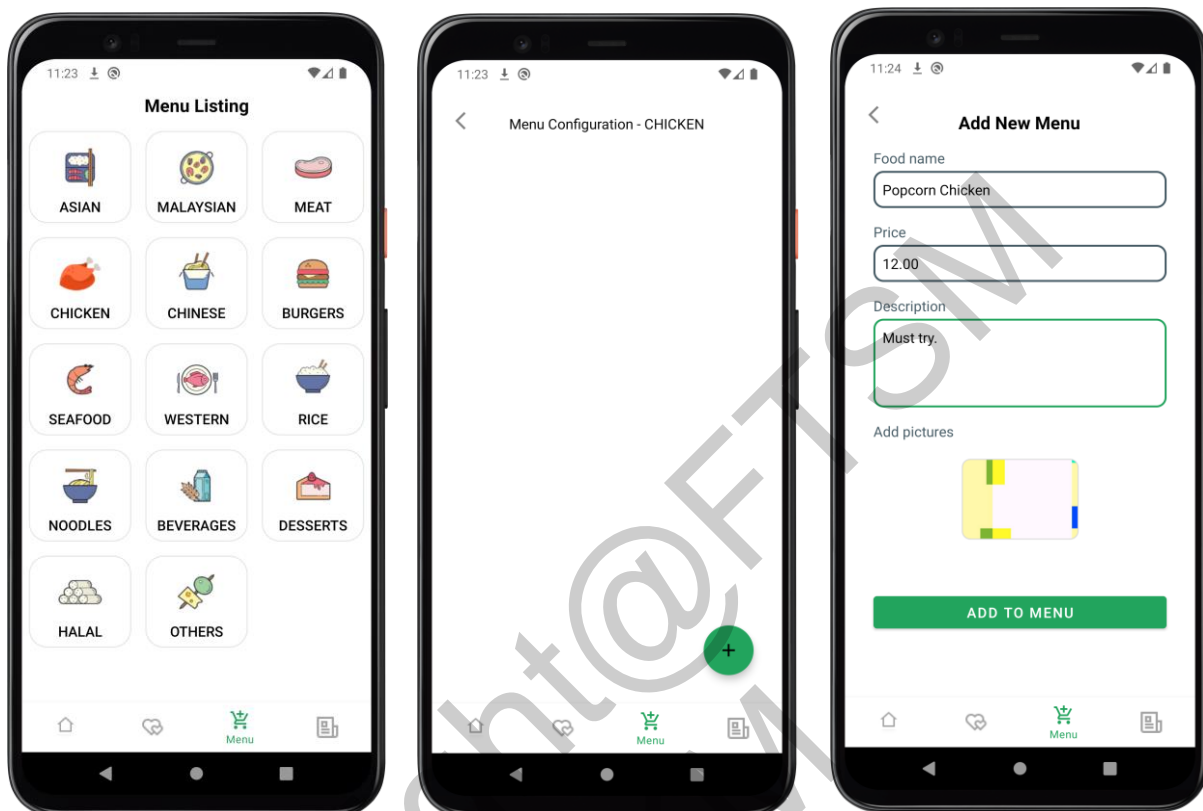 11:23
Menu Listing
ASIAN MALAYSIAN MEAT
CHICKEN CHINESE BURGERS
SEAFOOD WESTERN RICE
NOODLES BEVERAGES DESSERTS
HALAL OTHERS
Menu
11:23
Menu Configuration - CHICKEN
+
Menu
11:24
Add New Menu
Food name
Popcorn Chicken
Price
12.00
Description
Must try.
Add pictures
ADD TO MENU
Menu
ht@FTSM